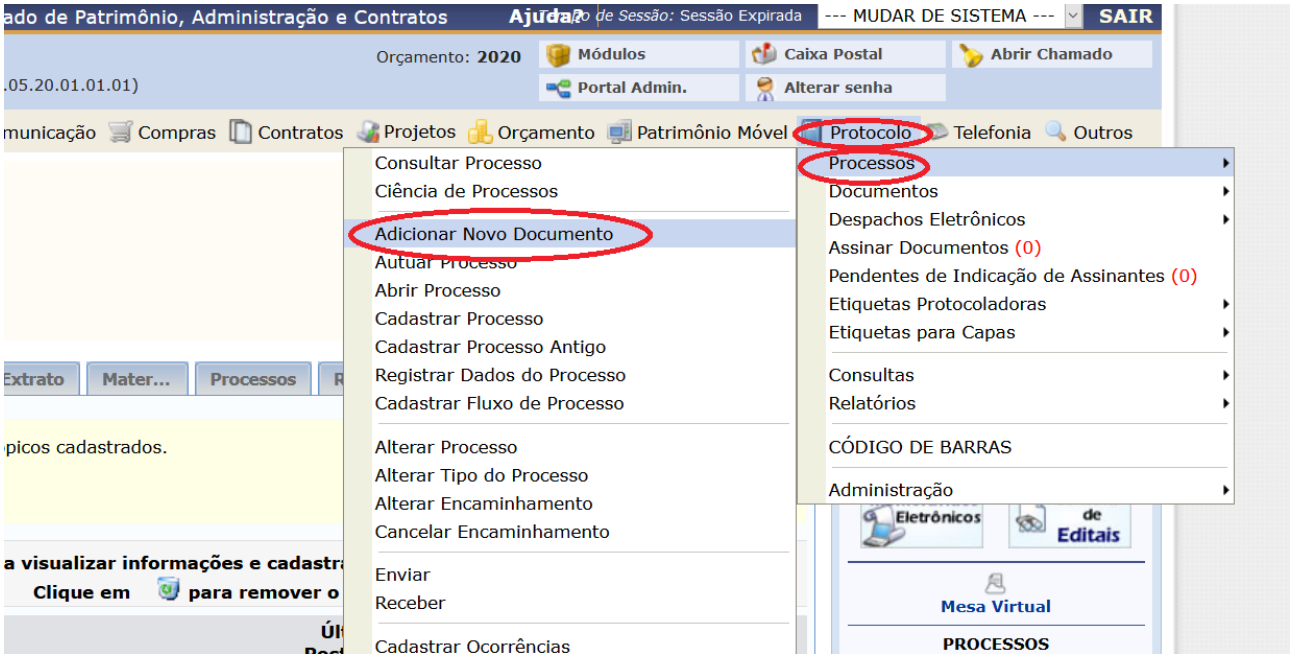 ado de Patrimônio, Administração e Contratos Ajuda? de Sessão: Sessão Expirada --- MUDAR DE SISTEMA --- SAIR
Orçamento: 2020 Módulos Caixa Postal Abrir Chamado
.05.20.01.01.01) Portal Admin. Alterar senha
municação Compras Contratos Projetos Orçamento Patrimônio Móvel Protocolo Telefonia Outros
Consultar Processo
Ciência de Processos
Adicionar Novo Documento
Autuar Processo
Abrir Processo
Cadastrar Processo
Cadastrar Processo Antigo
Registrar Dados do Processo
Cadastrar Fluxo de Processo
Alterar Processo
Alterar Tipo do Processo
Alterar Encaminhamento
Cancelar Encaminhamento
Enviar
Receber
Cadastrar Ocorrências
Processos
Documentos
Despachos Eletrônicos
Assinar Documentos (0)
Pendentes de Indicação de Assinantes (0)
Etiquetas Protocoladoras
Etiquetas para Capas
Consultas
Relatórios
CÓDIGO DE BARRAS
Administração
Extrato Mater... Processos R
picos cadastrados.
a visualizar informações e cadastra
Clique em para remover o
Últ
Eletrônicos
de
Editais
Mesa Virtual
PROCESSOS